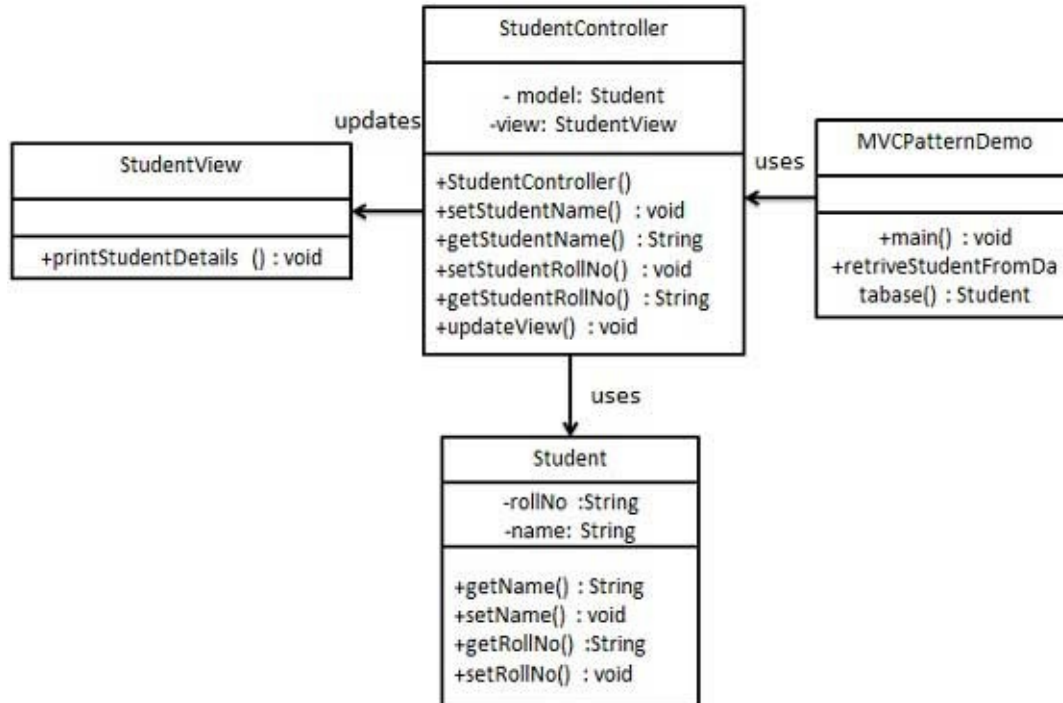 StudentController
- model: Student
-view: StudentView
+StudentController()
+setStudentName() : void
+getStudentName() : String
+setStudentRollNo() : void
+getStudentRollNo() : String
+updateView() : void
updates
StudentView
+printStudentDetails () : void
uses
MVCPatternDemo
+main() : void
+retriveStudentFromDa
tabase() : Student
uses
Student
-rollNo :String
-name: String
+getName() : String
+setName() : void
+getRollNo() :String
+setRollNo() : void